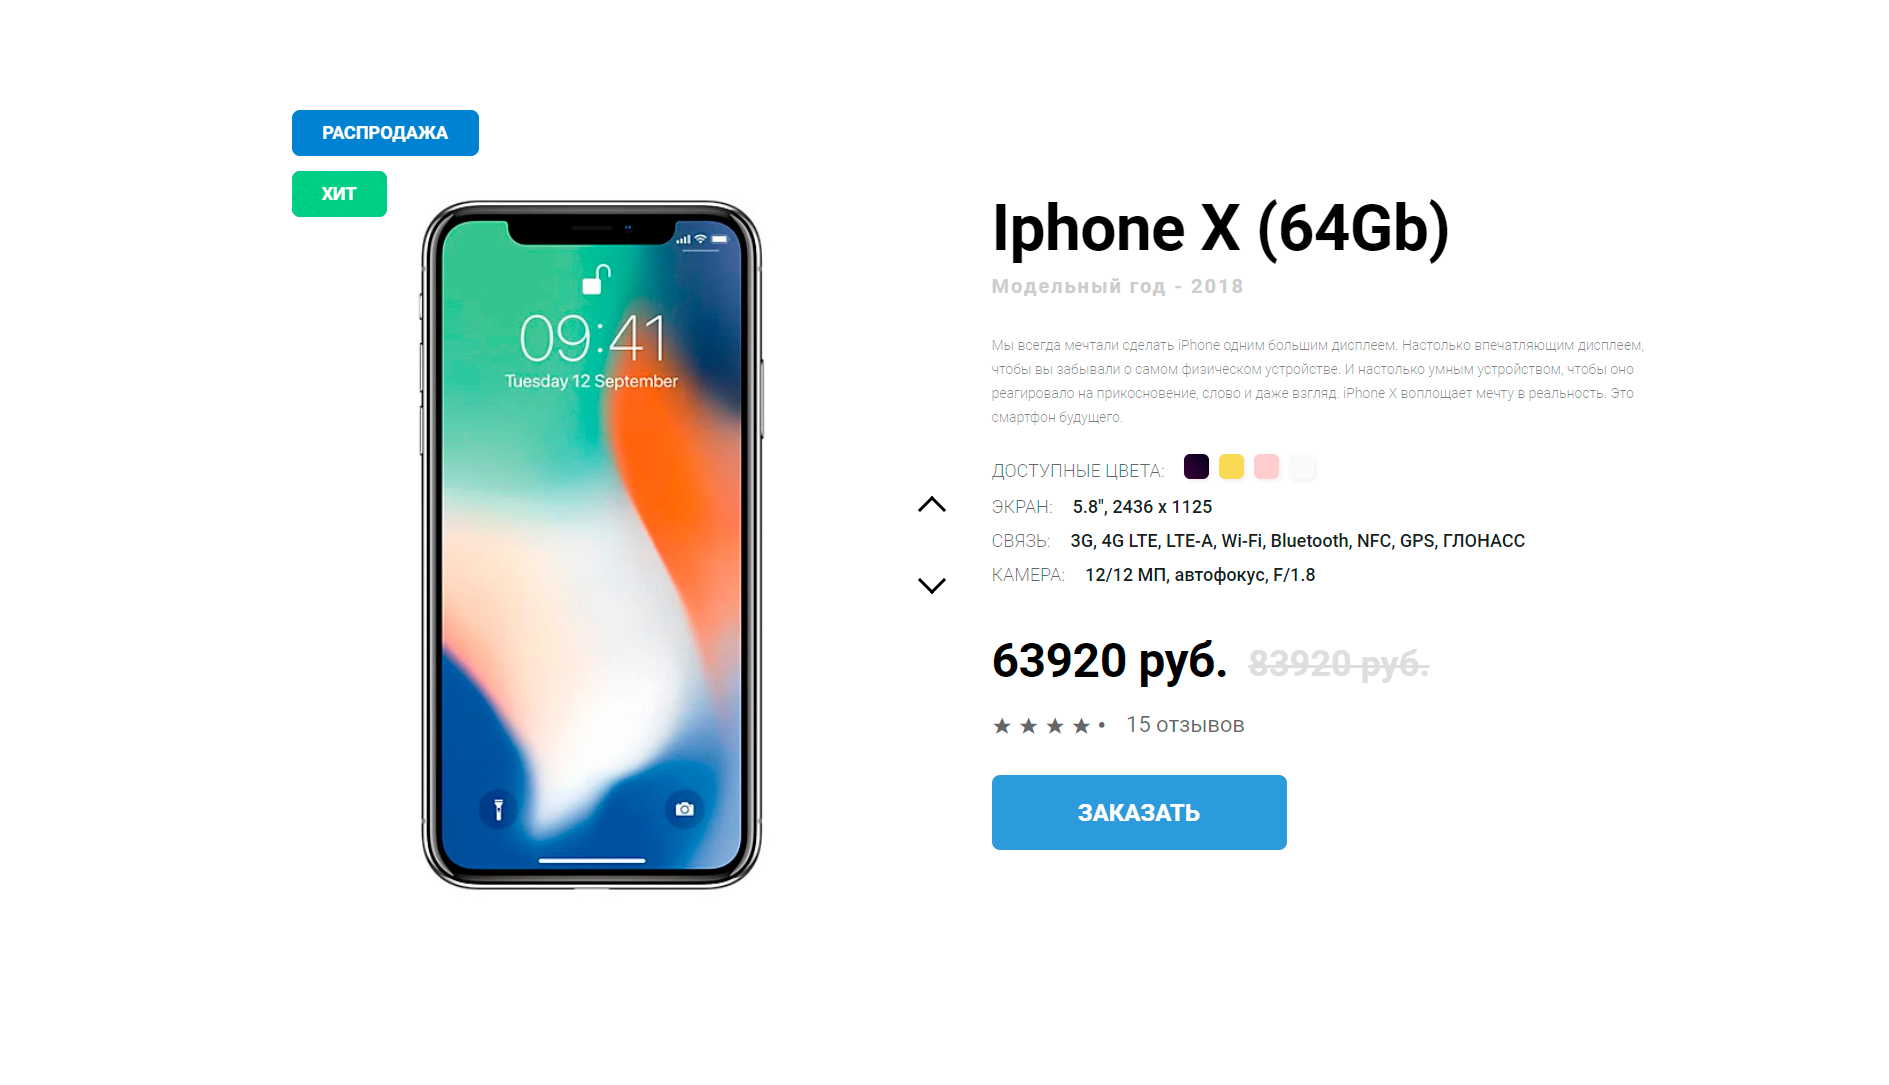 РАСПРОДАЖА
ХИТ
09:41
Tuesday 12 September
Iphone X (64Gb)
Модельный год - 2018
Мы всегда мечтали сделать iPhone одним большим дисплеем. Настолько впечатляющим дисплеем,
чтобы вы забывали о самом физическом устройстве. И настолько умным устройством, чтобы оно
реагировало на прикосновение, слово и даже взгляд. iPhone X воплощает мечту в реальность. Это
смартфон будущего.
ДОСТУПНЫЕ ЦВЕТА:
ЭКРАН: 5.8", 2436 x 1125
СВЯЗЬ: 3G, 4G LTE, LTE-A, Wi-Fi, Bluetooth, NFC, GPS, ГЛОНАСС
КАМЕРА: 12/12 МП, автофокус, F/1.8
63920 руб. 83920 руб.
★ ★ ★ ★ • 15 отзывов
ЗАКАЗАТЬ